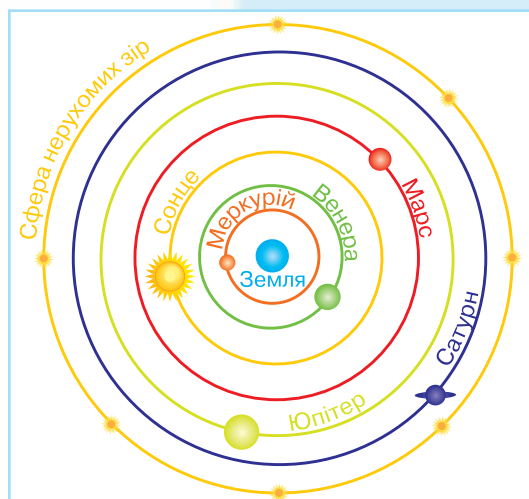 Сфера нерухомих зір
Сонце
Меркурій
Венера
Марс
Земля
Сатурн
Юпітер